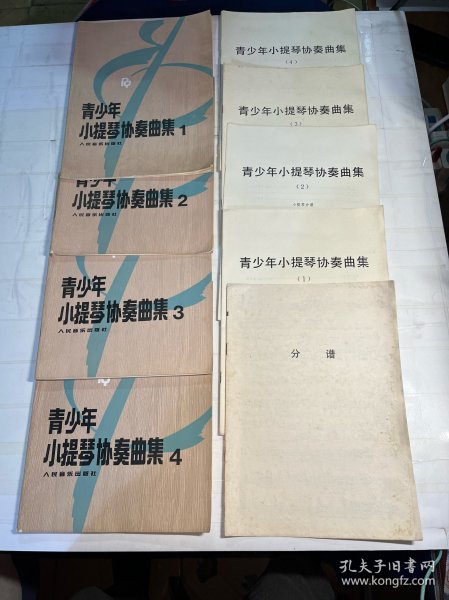 青少年
小提琴协奏曲集 1
人民音乐出版社
青少年
小提琴协奏曲集 2
人民音乐出版社
青少年
小提琴协奏曲集 3
人民音乐出版社
青少年
小提琴协奏曲集 4
人民音乐出版社
青少年小提琴协奏曲集
（4）
青少年小提琴协奏曲集
（3）
青少年小提琴协奏曲集
（2）
小提琴分谱
青少年小提琴协奏曲集
（1）
分 谱
孔夫子旧书网
www.kongfz.com